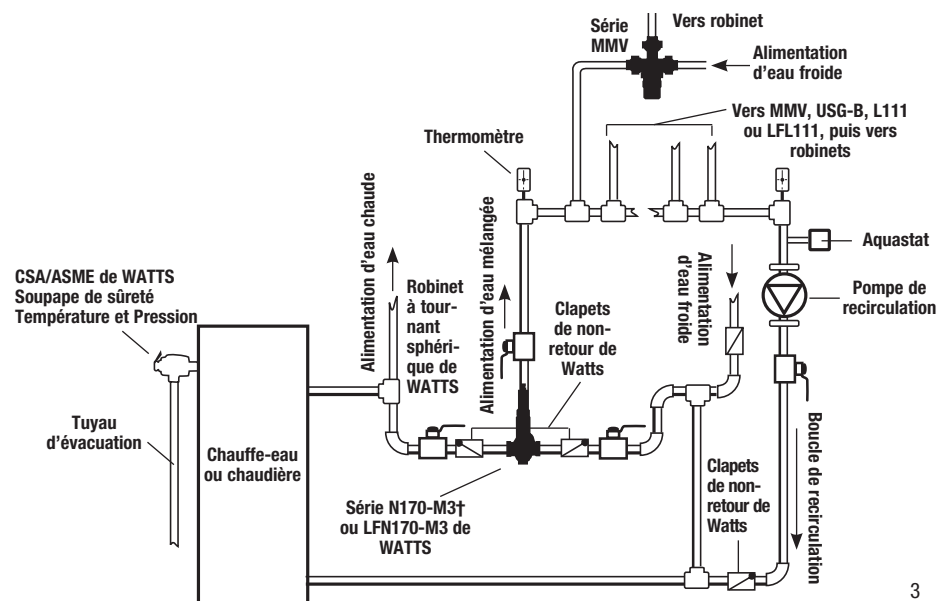 Série
MMV
Vers robinet
Alimentation
d'eau froide
Vers MMV, USG-B, L111
ou LFL111, puis vers
robinets
Thermomètre
Alimentation d'eau chaude
Alimentation d'eau mélangée
Alimentation
d'eau froide
Aquastat
CSA/ASME de WATTS
Soupape de sûreté
Température et Pression
Robinet
à tour-
nant
sphéri-
que de
WATTS
Clapets
de non-
retour de
Watts
Pompe de
recirculation
Tuyau
d'évacuation
Chauffe-eau
ou chaudière
Série N170-M3†
ou LFN170-M3 de
WATTS
Clapets
de non-
retour de
Watts
Boucle de recirculation
3